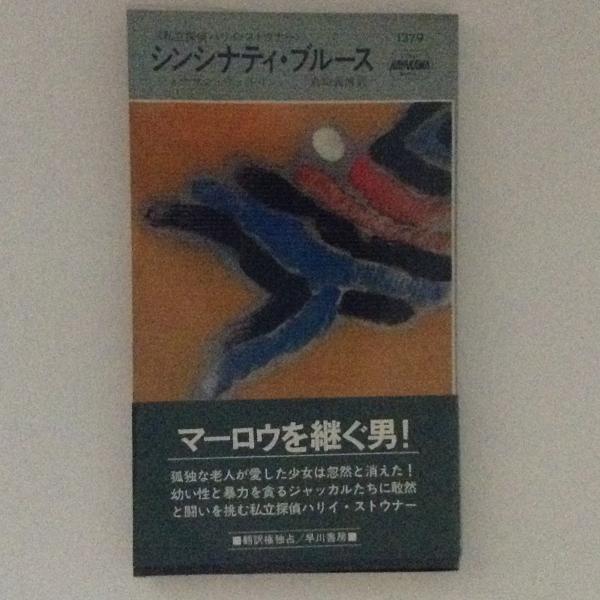 〈私立探偵ハリイ・ストウナー〉
シンシナティ・ブルース
1379
マーロウを継ぐ男!
孤独な老人が愛した少女は忽然と消えた!
幼い性と暴力を貪るジャッカルたちに敢然
と闘いを挑む私立探偵ハリイ・ストウナー
■翻訳権独占/早川書房■